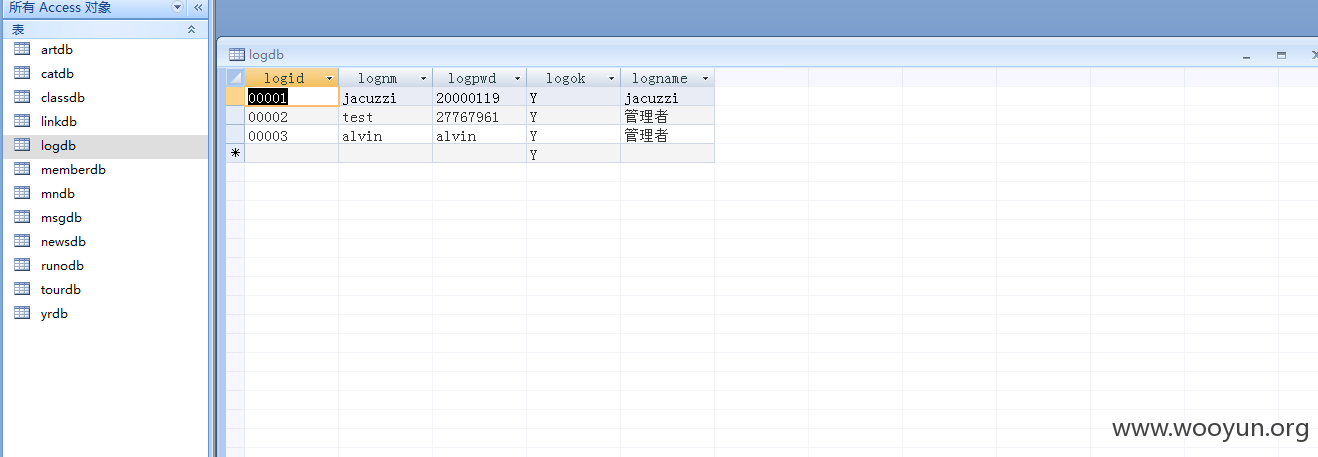 所有 Access 对象
表
artdb
catdb
classdb
linkdb
logdb
memberdb
mndb
msgdb
newsdb
runodb
tourdb
yrdb
logdb
logid lognm logpwd logok logname
00001 jacuzzi 20000119 Y jacuzzi
00002 test 27767961 Y 管理者
00003 alvin alvin Y 管理者
* Y
www.wooyun.org